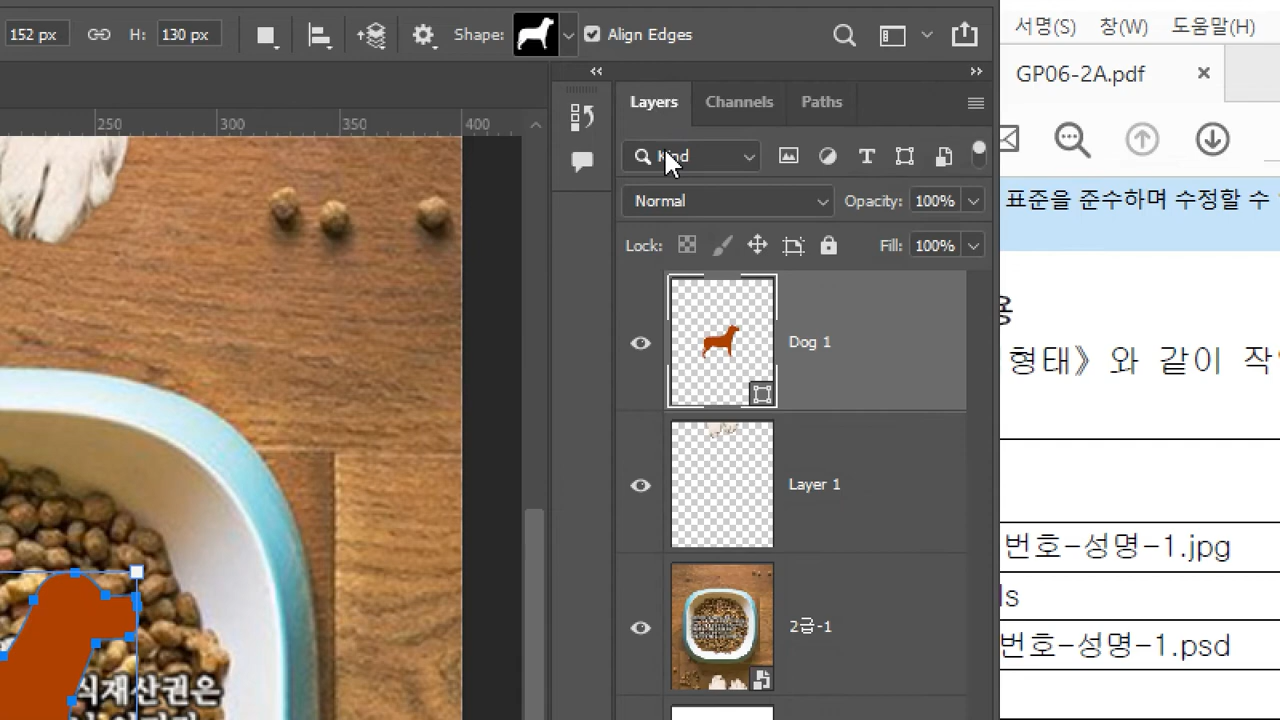 152 px H: 130 px Shape: Align Edges
서명(S) 창(W) 도움말(H)
GP06-2A.pdf
Layers Channels Paths
250 300 350 400
Kind
Normal Opacity: 100%
표준을 준수하며 수정할 수
Lock: Fill: 100%
Dog 1
형태》와 같이 작
Layer 1
번호-성명-1.jpg
ls
2급-1
번호-성명-1.psd
식재산권은